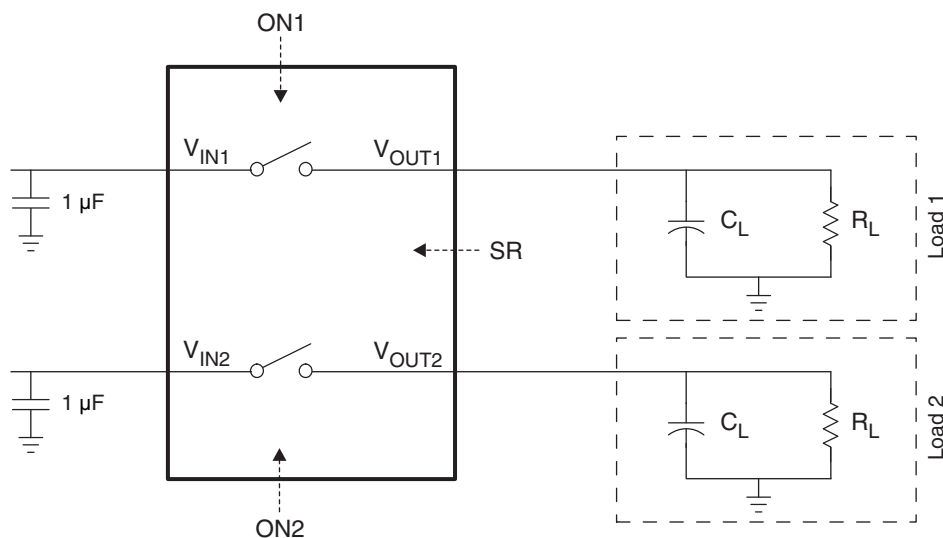 ON1
V_IN1
V_OUT1
1 µF
C_L
R_L
Load 1
SR
V_IN2
V_OUT2
1 µF
C_L
R_L
Load 2
ON2